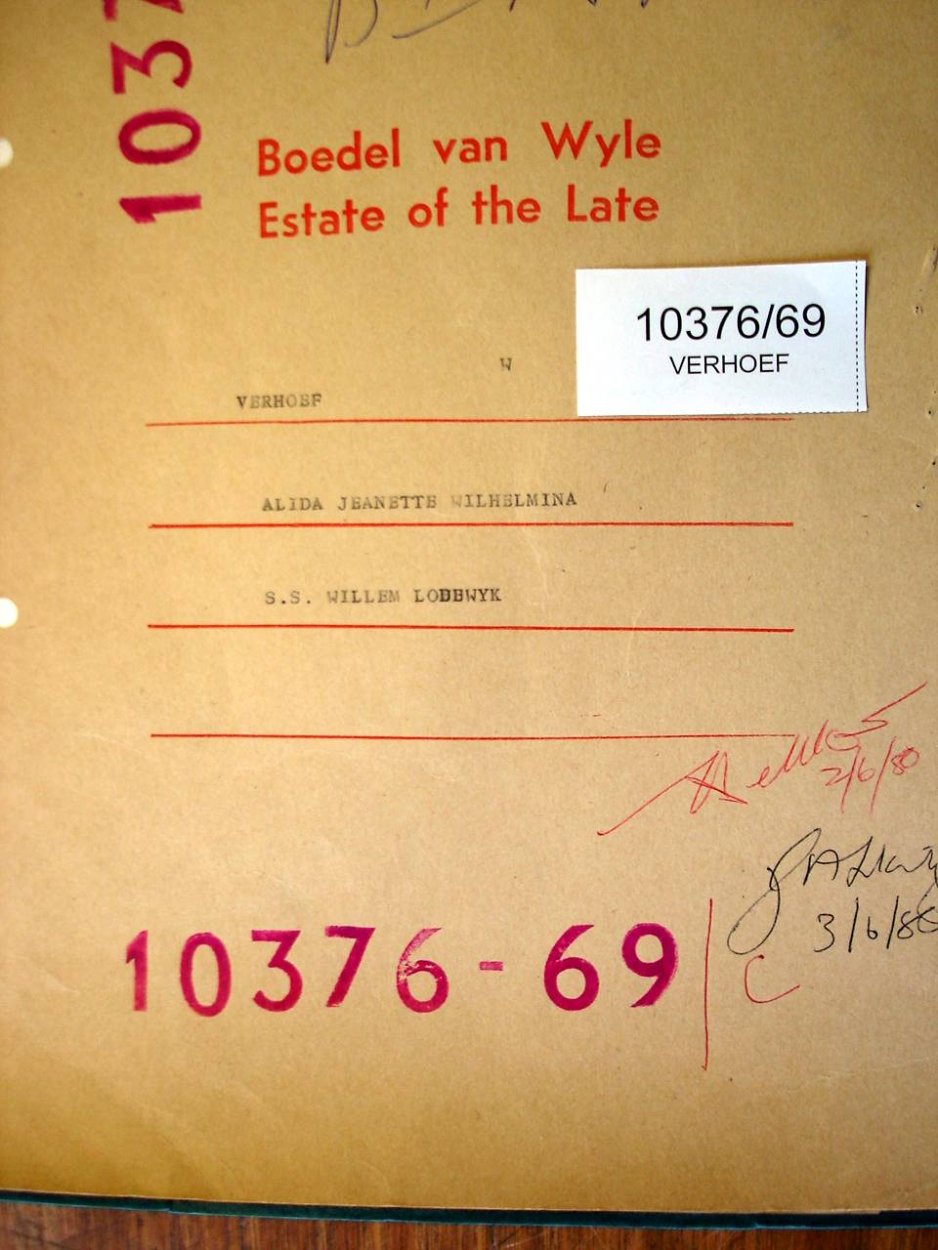 1037
Boedel van Wyle
Estate of the Late
10376/69
VERHOEF
W
VERHOEF
ALIDA JEANETTE WILHELMINA
S.S. WILLEM LODEWYK
2/6/80
3/6/80
10376-69
C